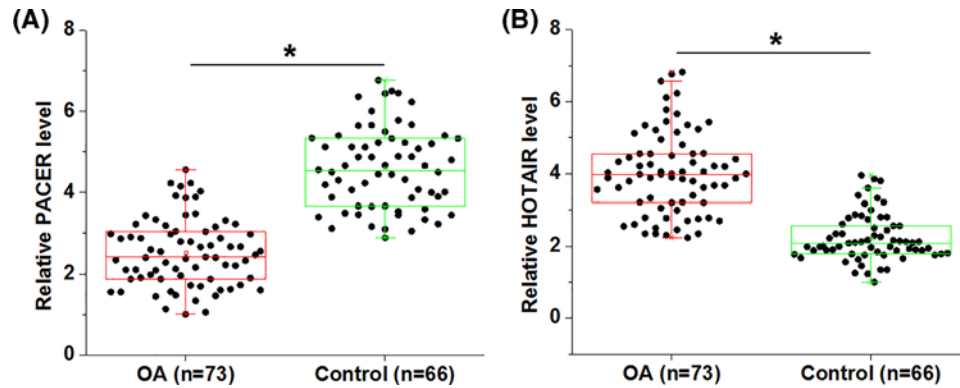 (A)
Relative PACER level
8
6
4
2
0
*
OA (n=73)
Control (n=66)
(B)
Relative HOTAIR level
8
6
4
2
0
*
OA (n=73)
Control (n=66)